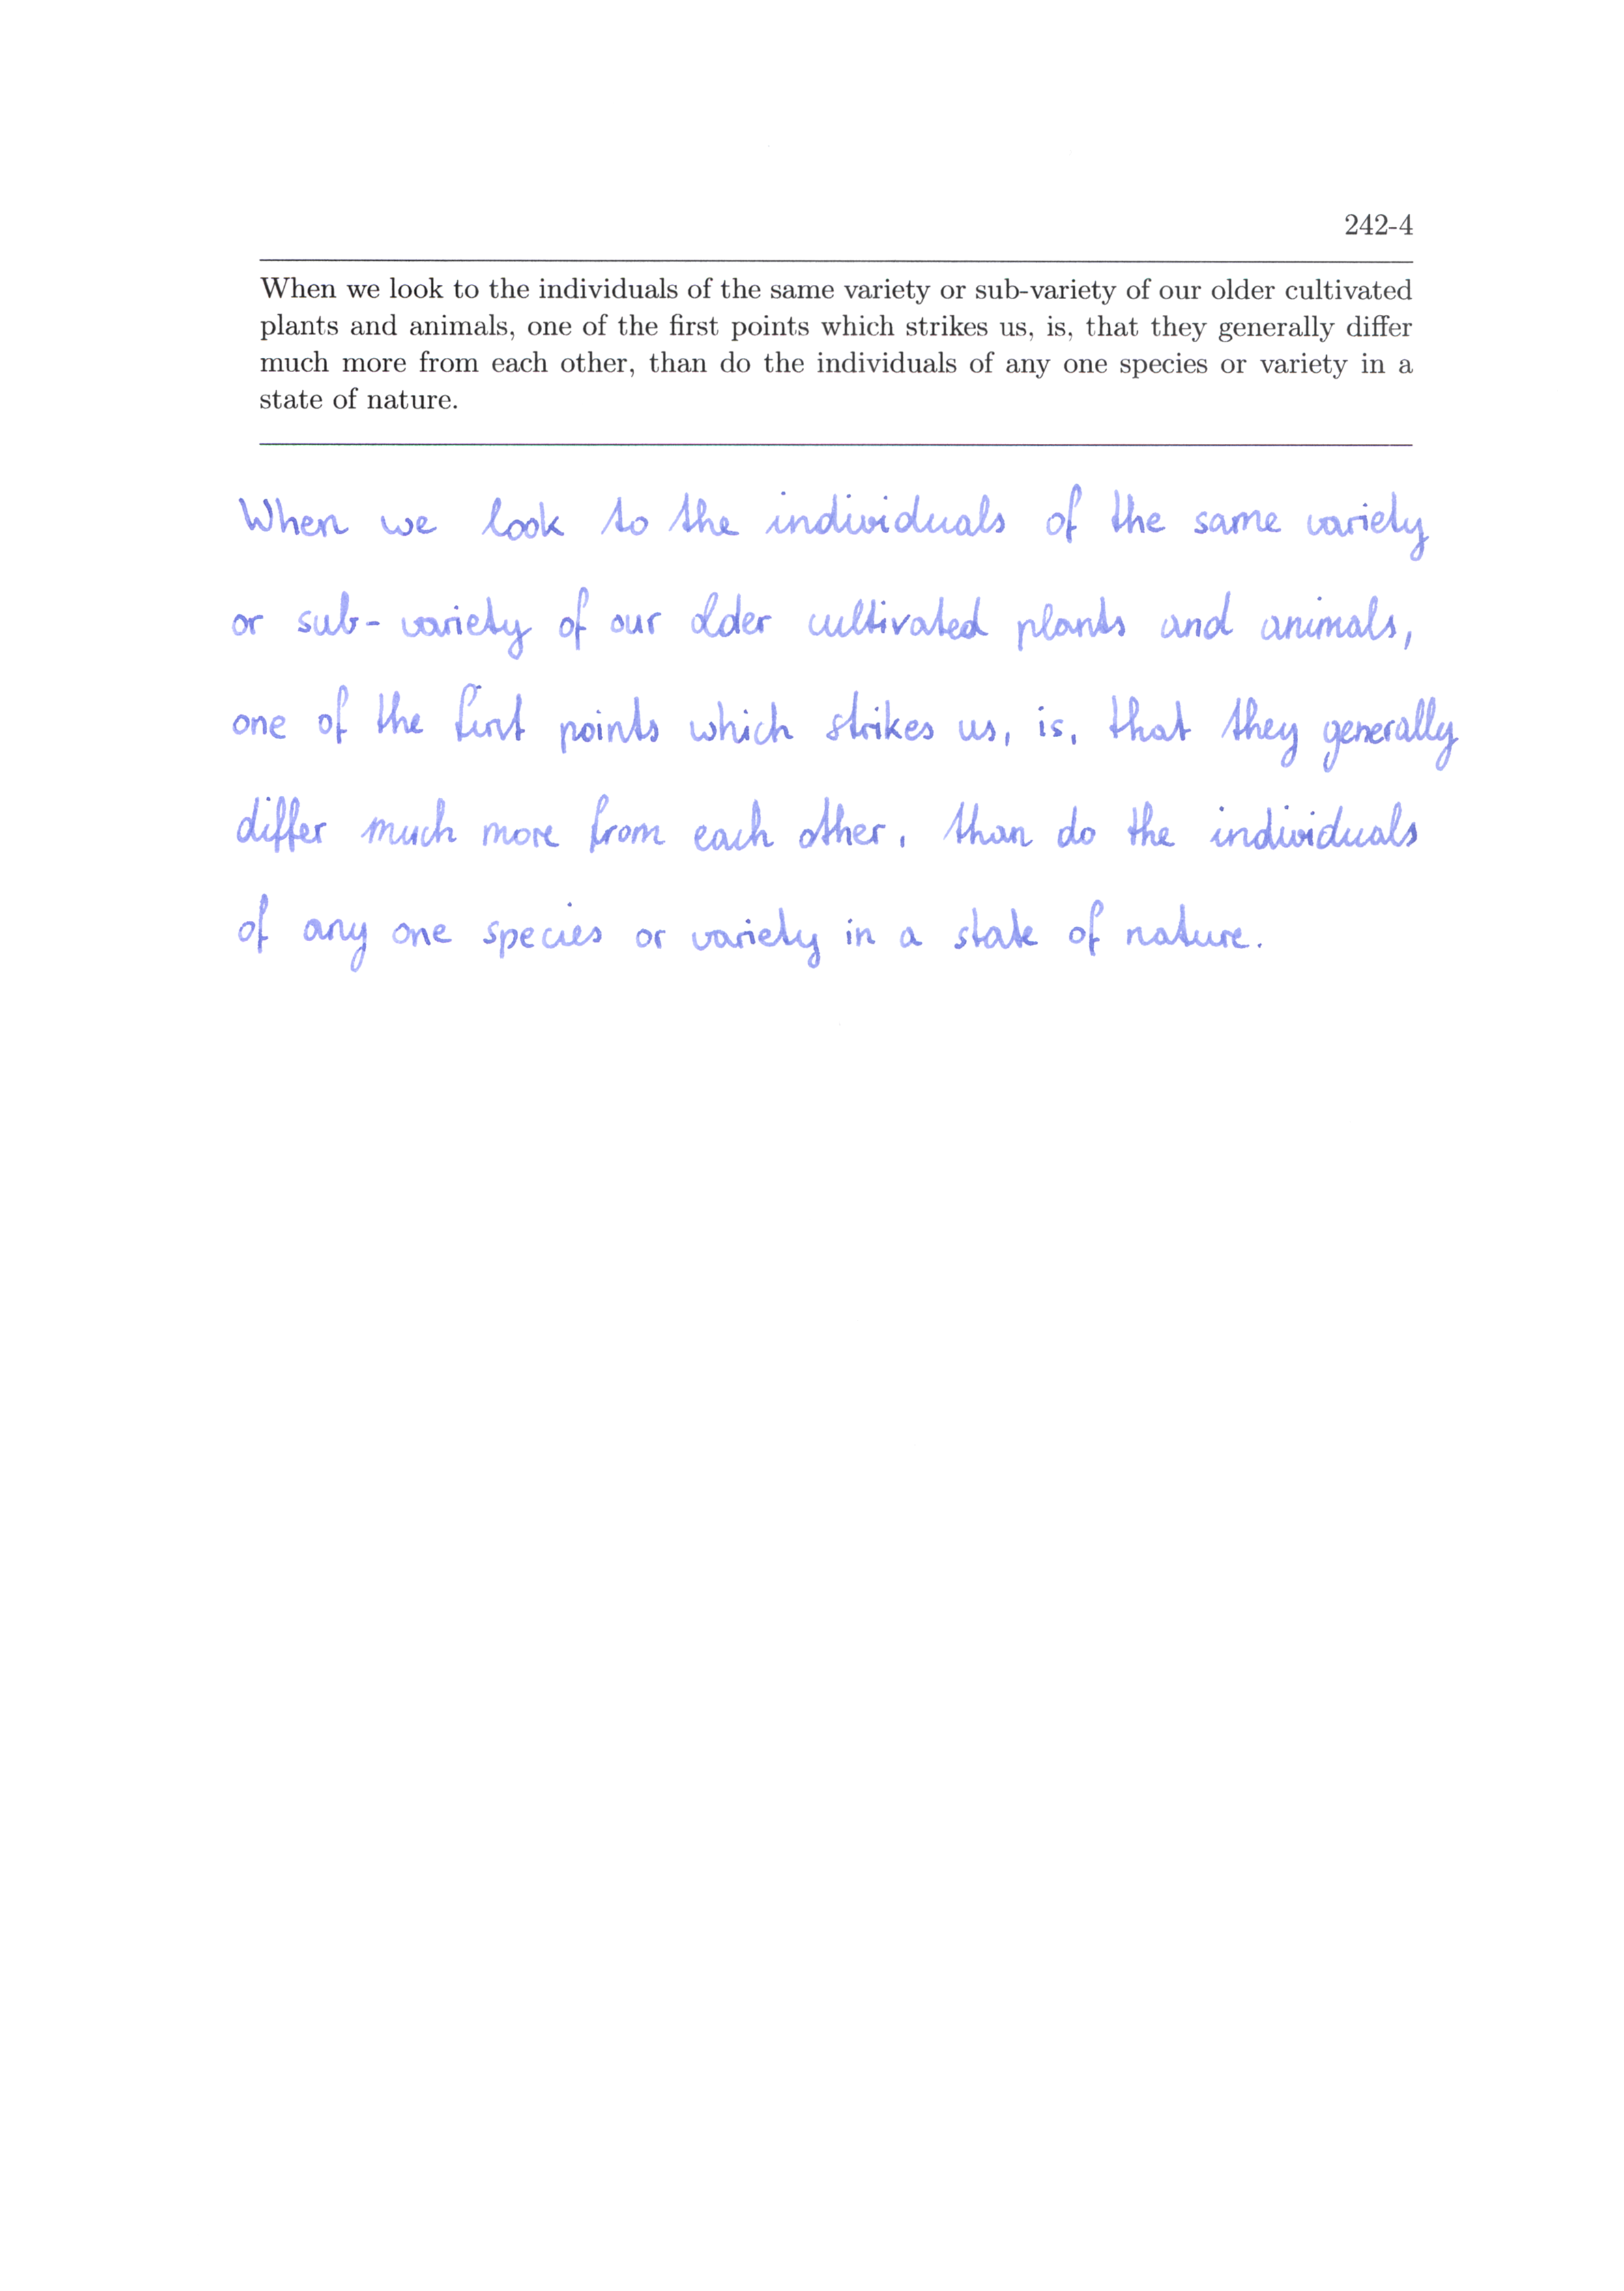 242-4
When we look to the individuals of the same variety or sub-variety of our older cultivated
plants and animals, one of the first points which strikes us, is, that they generally differ
much more from each other, than do the individuals of any one species or variety in a
state of nature.
When we look to the individuals of the same variety
or sub-variety of our older cultivated plants and animals,
one of the first points which strikes us, is, that they generally
differ much more from each other, than do the individuals
of any one species or variety in a state of nature.